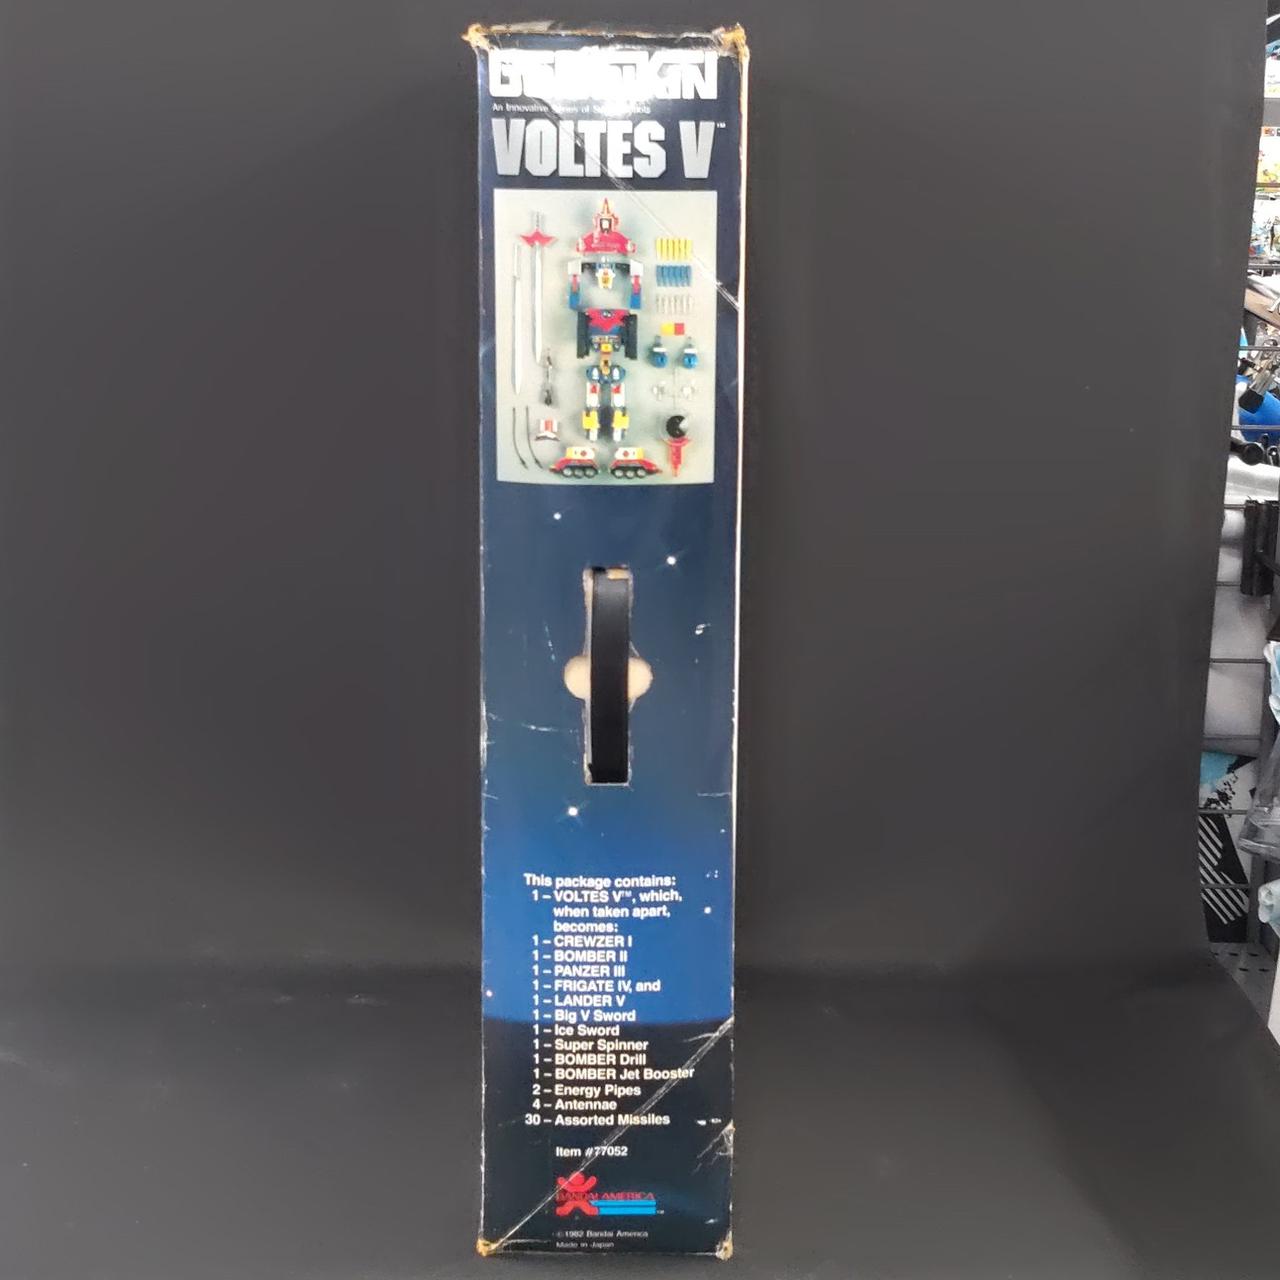 GODAIKIN
An Innovative Series of
VOLTES V™
This package contains:
1 – VOLTES V™, which,
when taken apart,
becomes:
1 – CREWZER I
1 – BOMBER II
1 – PANZER III
1 – FRIGATE IV, and
1 – LANDER V
1 – Big V Sword
1 – Ice Sword
1 – Super Spinner
1 – BOMBER Drill
1 – BOMBER Jet Booster
2 – Energy Pipes
4 – Antennae
30 – Assorted Missiles
Item #77052
BANDAI AMERICA
©1982 Bandai America
Made in Japan